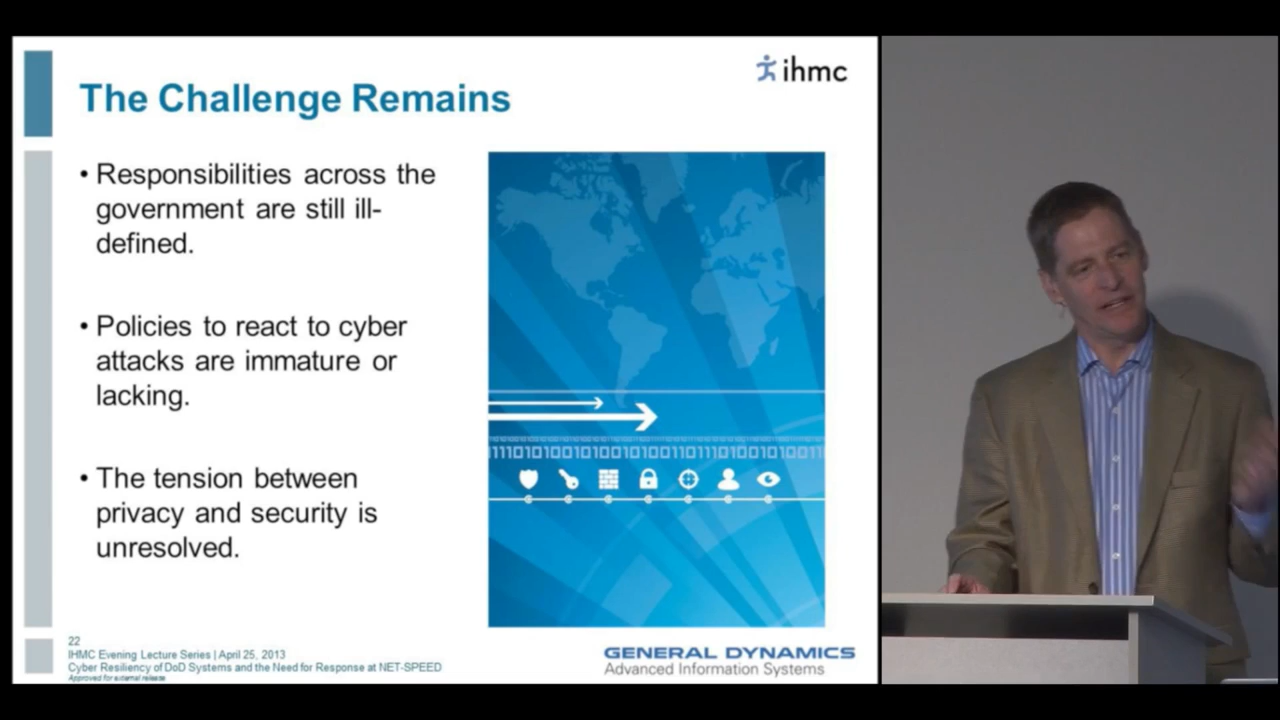 ihmc
The Challenge Remains
• Responsibilities across the
government are still ill-
defined.
• Policies to react to cyber
attacks are immature or
lacking.
• The tension between
privacy and security is
unresolved.
22
IHMC Evening Lecture Series | April 25, 2013
Cyber Resiliency of DoD Systems and the Need for Response at NET-SPEED
Approved for external release
GENERAL DYNAMICS
Advanced Information Systems